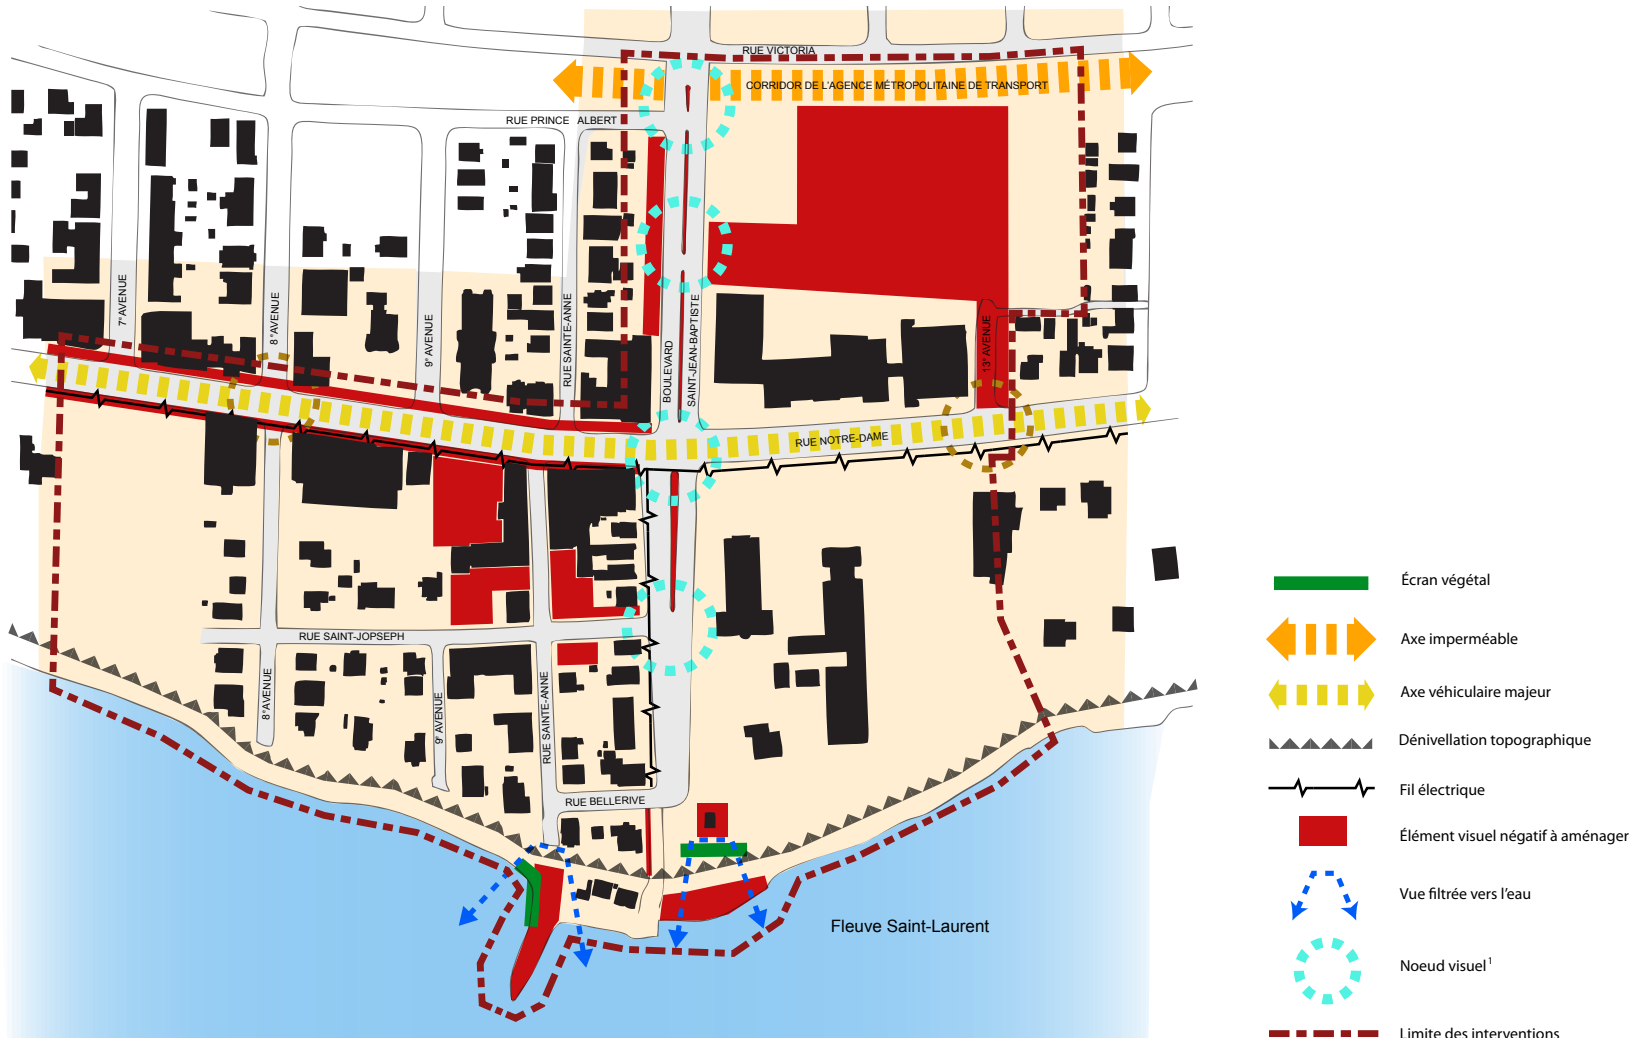 RUE VICTORIA
CORRIDOR DE L'AGENCE MÉTROPOLITAINE DE TRANSPORT
RUE PRINCE ALBERT
7e AVENUE
8e AVENUE
9e AVENUE
RUE SAINTE-ANNE
BOULEVARD
SAINT-JEAN-BAPTISTE
13e AVENUE
RUE NOTRE-DAME
RUE SAINT-JOPSEPH
8e AVENUE
9e AVENUE
RUE SAINTE-ANNE
RUE BELLERIVE
Fleuve Saint-Laurent
Écran végétal
Axe imperméable
Axe véhiculaire majeur
Dénivellation topographique
Fil électrique
Élément visuel négatif à aménager
Vue filtrée vers l'eau
Noeud visuel 1
Limite des interventions